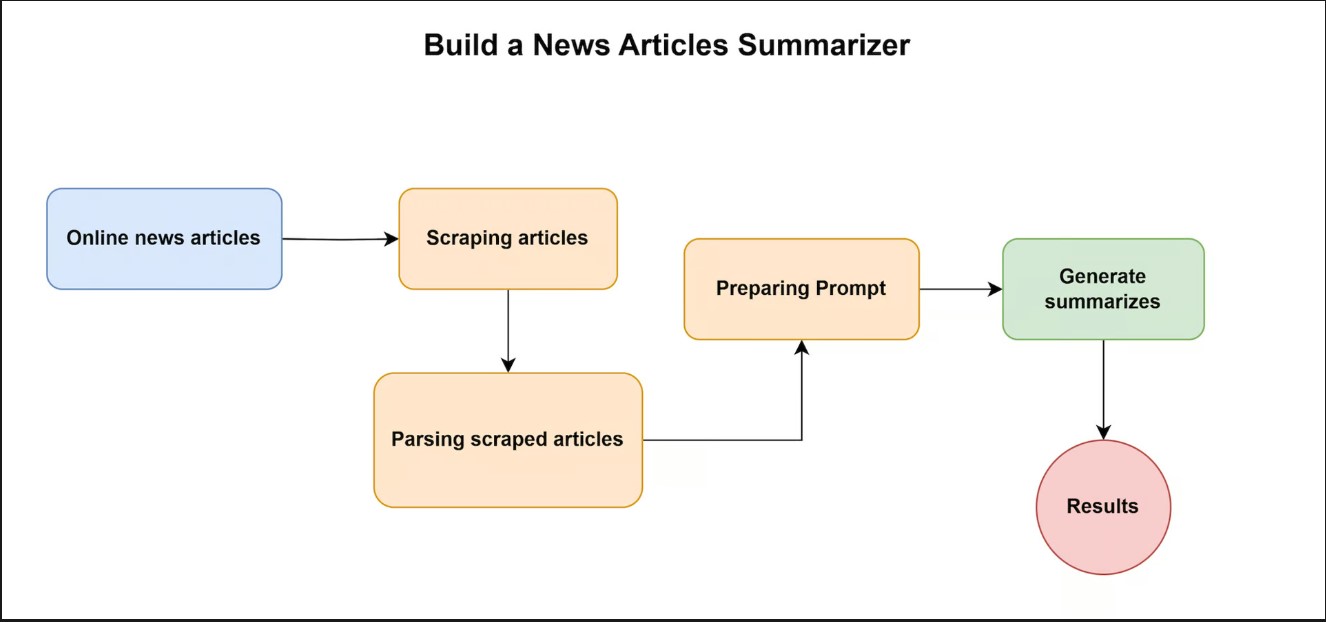 Build a News Articles Summarizer
Online news articles
Scraping articles
Parsing scraped articles
Preparing Prompt
Generate
summarizes
Results